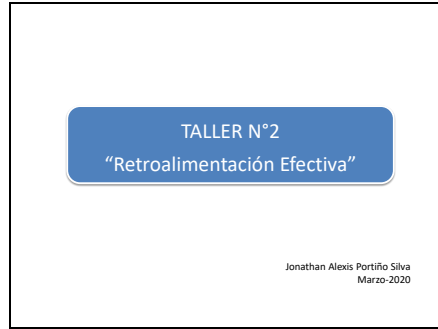 TALLER N°2
“Retroalimentación Efectiva”
Jonathan Alexis Portiño Silva
Marzo-2020